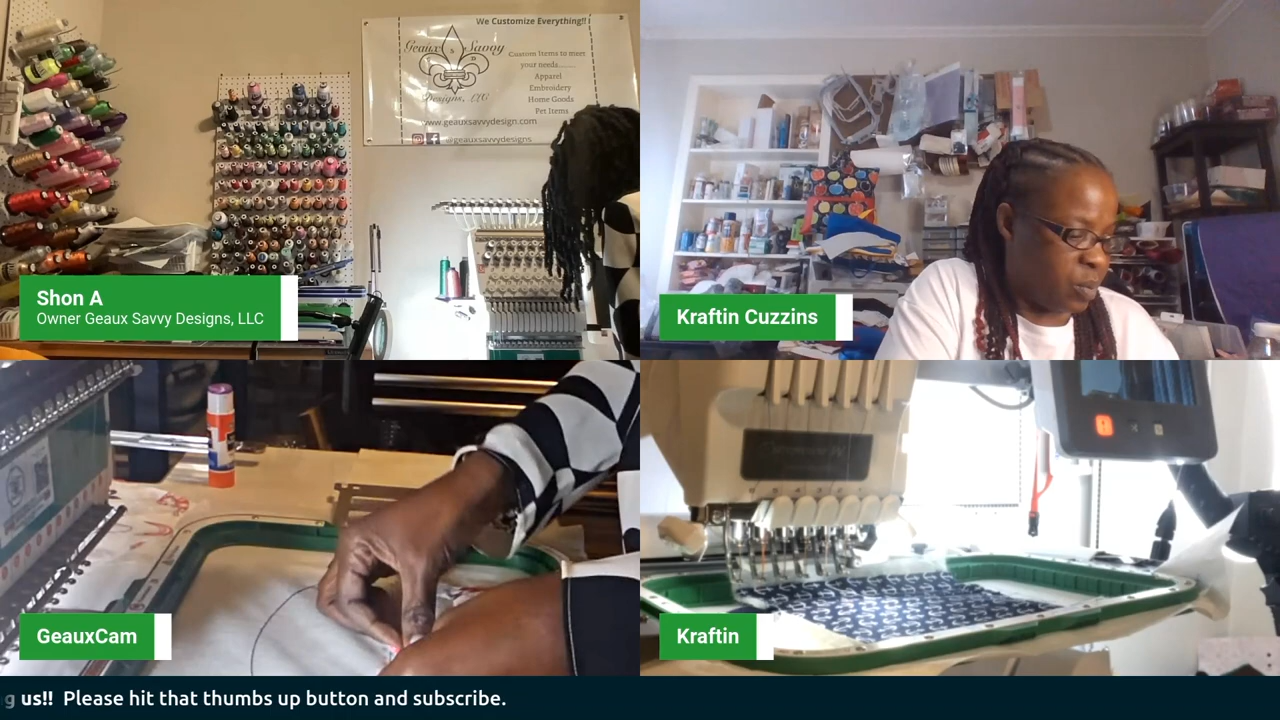 We Customize Everything!!
Geaux Savvy
S
Designs, LLC
Custom Items to meet
your needs........
Apparel
Embroidery
Home Goods
Pet Items
www.geauxsavvydesign.com
@geauxsavvydesigns
Shon A
Owner Geaux Savvy Designs, LLC
Kraftin Cuzzins
GeauxCam
Kraftin
g us!! Please hit that thumbs up button and subscribe.